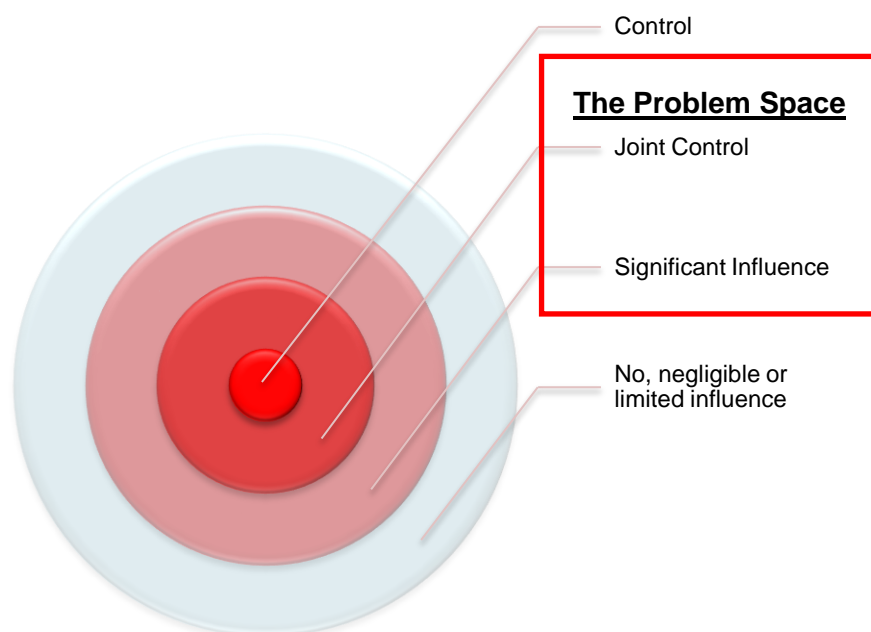 Control
The Problem Space
Joint Control
Significant Influence
No, negligible or
limited influence